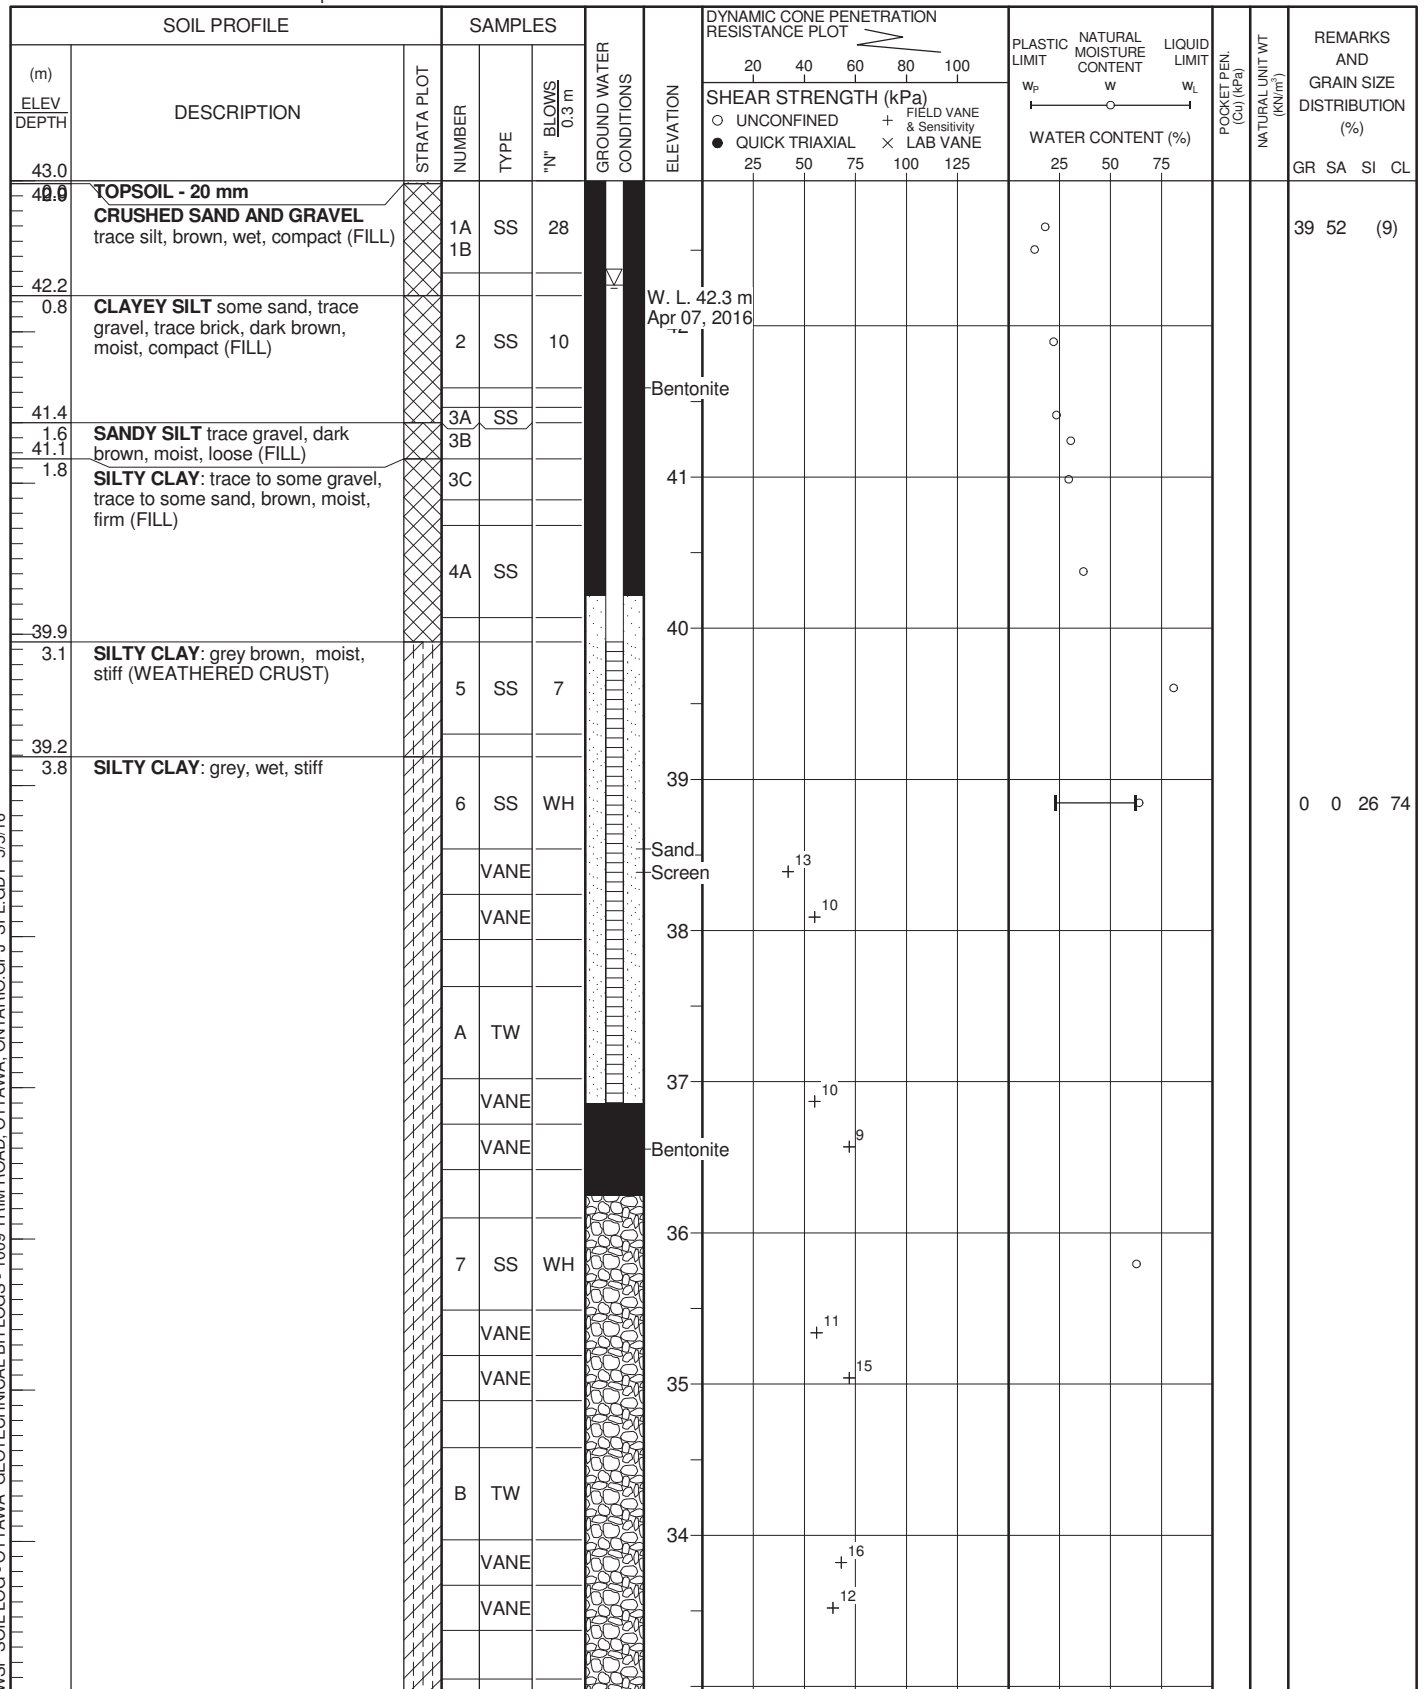 SOIL PROFILE
SAMPLES
GROUND WATER
CONDITIONS
ELEVATION
DYNAMIC CONE PENETRATION
RESISTANCE PLOT
20 40 60 80 100
SHEAR STRENGTH (kPa)
UNCONFINED
QUICK TRIAXIAL
+ FIELD VANE
& Sensitivity
× LAB VANE
25 50 75 100 125
PLASTIC
LIMIT
NATURAL
MOISTURE
CONTENT
LIQUID
LIMIT
WP W WL
WATER CONTENT (%)
25 50 75
POCKET PEN.
(Cu) (kPa)
NATURAL UNIT WT
(KN/m³)
REMARKS
AND
GRAIN SIZE
DISTRIBUTION
(%)
GR SA SI CL
(m)
ELEV
DEPTH
DESCRIPTION
STRATA PLOT
NUMBER
TYPE
"N" BLOWS
0.3 m
43.0
0.0
TOPSOIL - 20 mm
CRUSHED SAND AND GRAVEL
trace silt, brown, wet, compact (FILL)
1A SS 28
1B
39 52 (9)
42.2
0.8
CLAYEY SILT some sand, trace
gravel, trace brick, dark brown,
moist, compact (FILL)
2 SS 10
W. L. 42.3 m
Apr 07, 2016
42
Bentonite
41.4
1.6
3A SS
SANDY SILT trace gravel, dark
brown, moist, loose (FILL)
3B
41.1
1.8
SILTY CLAY: trace to some gravel,
trace to some sand, brown, moist,
firm (FILL)
3C
41
4A SS
40
39.9
3.1
SILTY CLAY: grey brown, moist,
stiff (WEATHERED CRUST)
5 SS 7
39.2
3.8
SILTY CLAY: grey, wet, stiff
39
6 SS WH
0 0 26 74
Sand
Screen
VANE
13
VANE
10
38
A TW
37
VANE
10
VANE
9
Bentonite
36
7 SS WH
VANE
11
VANE
15
35
B TW
34
VANE
16
VANE
12